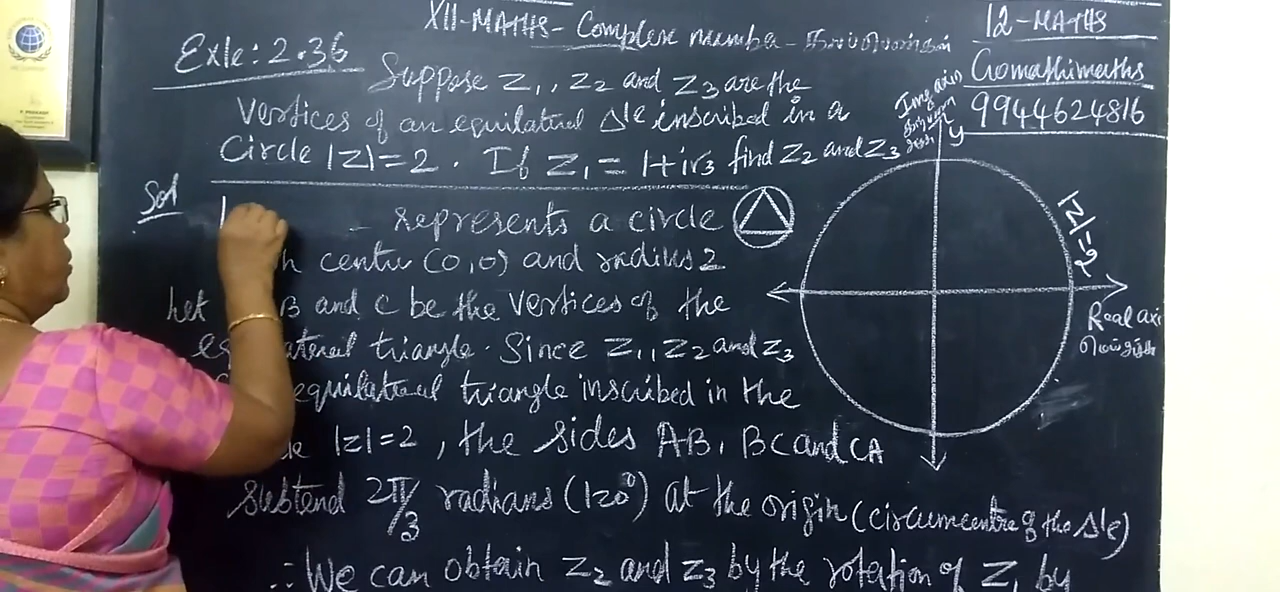 XII-MATHS - Complex numba -
12-MATHS
Gomathimaths
9944624816
Exle: 2.36
Suppose z₁, z₂ and z₃ are the
vertices of an equilateral Δle inscribed in a
Circle |z|=2. If z₁ = 1+i√3 find z₂ and z₃
Sol
represents a circle
centre (0,0) and radius 2
Let B and C be the vertices of the
triangle. Since z₁, z₂ and z₃
equilateral triangle inscribed in the
|z|=2, the sides AB, BC and CA
subtend 2π/3 radians (120°) at the origin (circumcentre of the Δle)
∴ We can obtain z₂ and z₃ by the rotation of z₁ by
Img axis
y
|z|=2
Real axis